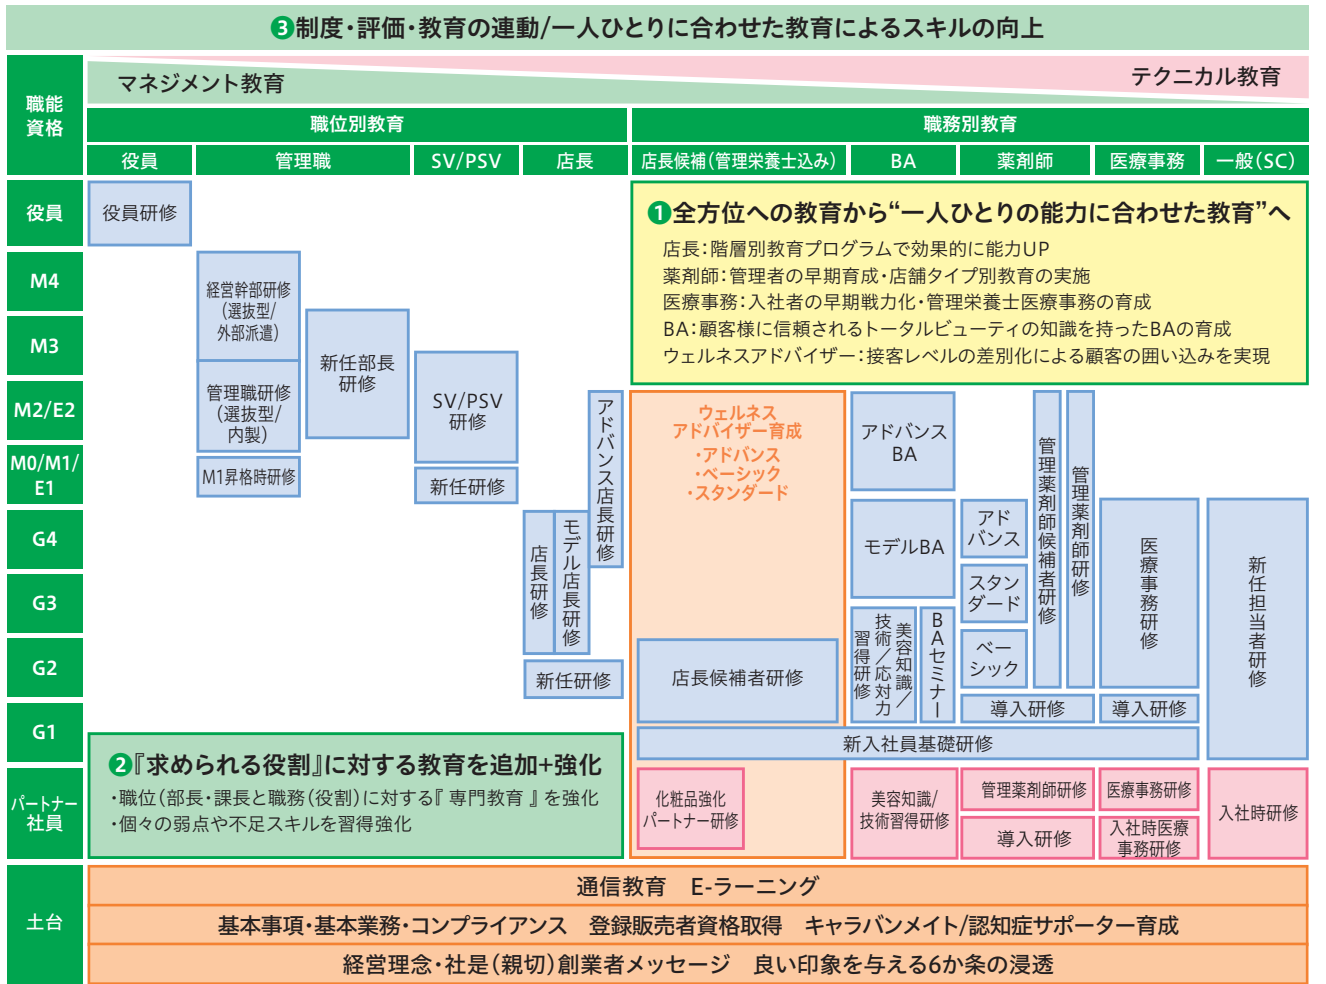 ❸制度・評価・教育の連動/一人ひとりに合わせた教育によるスキルの向上
職能
資格
マネジメント教育
テクニカル教育
職位別教育
職務別教育
役員
管理職
SV/PSV
店長
店長候補(管理栄養士込み)
BA
薬剤師
医療事務
一般(SC)
役員
M4
M3
M2/E2
M0/M1/
E1
G4
G3
G2
G1
パートナー
社員
土台
役員研修
経営幹部研修
(選抜型/
外部派遣)
管理職研修
(選抜型/
内製)
M1昇格時研修
新任部長
研修
SV/PSV
研修
新任研修
店長研修
モデル店長研修
アドバンス店長研修
新任研修
❶全方位への教育から“一人ひとりの能力に合わせた教育”へ
店長:階層別教育プログラムで効果的に能力UP
薬剤師:管理者の早期育成・店舗タイプ別教育の実施
医療事務:入社者の早期戦力化・管理栄養士医療事務の育成
BA:顧客様に信頼されるトータルビューティの知識を持ったBAの育成
ウェルネスアドバイザー:接客レベルの差別化による顧客の囲い込みを実現
ウェルネス
アドバイザー育成
・アドバンス
・ベーシック
・スタンダード
店長候補者研修
アドバンス
BA
モデルBA
美容知識/
技術/応対力
習得研修
BAセミナー
アド
バンス
スタン
ダード
ベー
シック
管理薬剤師候補者研修
管理薬剤師研修
導入研修
医療事務研修
導入研修
新任担当者研修
新入社員基礎研修
❷『求められる役割』に対する教育を追加+強化
・職位(部長・課長と職務(役割)に対する『 専門教育 』を強化
・個々の弱点や不足スキルを習得強化
化粧品強化
パートナー研修
美容知識/
技術習得研修
管理薬剤師研修
導入研修
医療事務研修
入社時医療
事務研修
入社時研修
通信教育　E-ラーニング
基本事項・基本業務・コンプライアンス　登録販売者資格取得　キャラバンメイト/認知症サポーター育成
経営理念・社是(親切)創業者メッセージ　良い印象を与える6か条の浸透